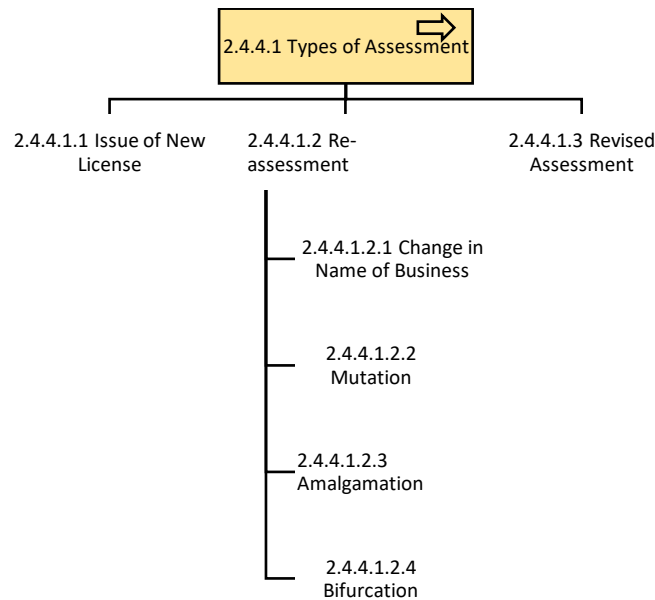 2.4.4.1 Types of Assessment
2.4.4.1.1 Issue of New
License
2.4.4.1.2 Re-
assessment
2.4.4.1.3 Revised
Assessment
2.4.4.1.2.1 Change in
Name of Business
2.4.4.1.2.2
Mutation
2.4.4.1.2.3
Amalgamation
2.4.4.1.2.4
Bifurcation